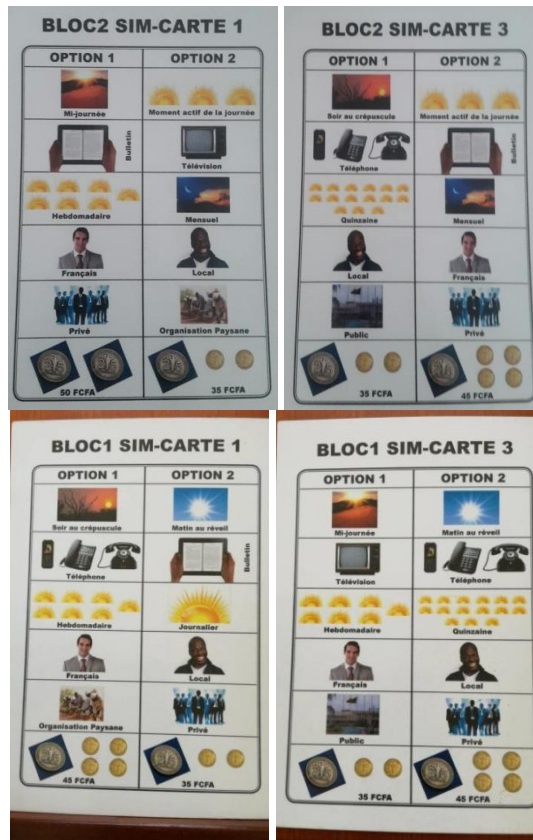 BLOC2 SIM-CARTE 1
OPTION 1 OPTION 2
Mi-journée Moment actif de la journée
Bulletin Télévision
Hebdomadaire Mensuel
Français Local
Privé Organisation Paysane
50 FCFA 35 FCFA
BLOC2 SIM-CARTE 3
OPTION 1 OPTION 2
Soir au crépuscule Moment actif de la journée
Téléphone Bulletin
Quinzaine Mensuel
Local Français
Public Privé
35 FCFA 45 FCFA
BLOC1 SIM-CARTE 1
OPTION 1 OPTION 2
Soir au crépuscule Matin au réveil
Téléphone Bulletin
Hebdomadaire Journalier
Français Local
Organisation Paysane Privé
45 FCFA 35 FCFA
BLOC1 SIM-CARTE 3
OPTION 1 OPTION 2
Mi-journée Matin au réveil
Télévision Téléphone
Hebdomadaire Quinzaine
Français Local
Public Privé
35 FCFA 45 FCFA